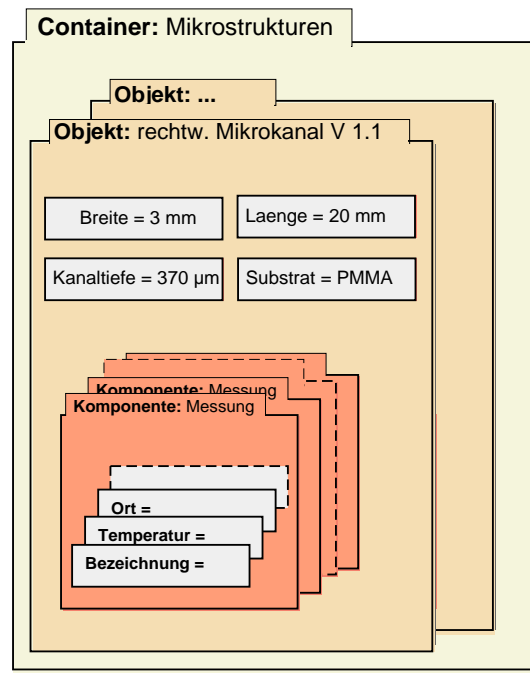 Container: Mikrostrukturen
Objekt: ...
Objekt: rechtw. Mikrokanal V 1.1
Breite = 3 mm
Laenge = 20 mm
Kanaltiefe = 370 µm
Substrat = PMMA
Komponente: Messung
Komponente: Messung
Ort =
Temperatur =
Bezeichnung =